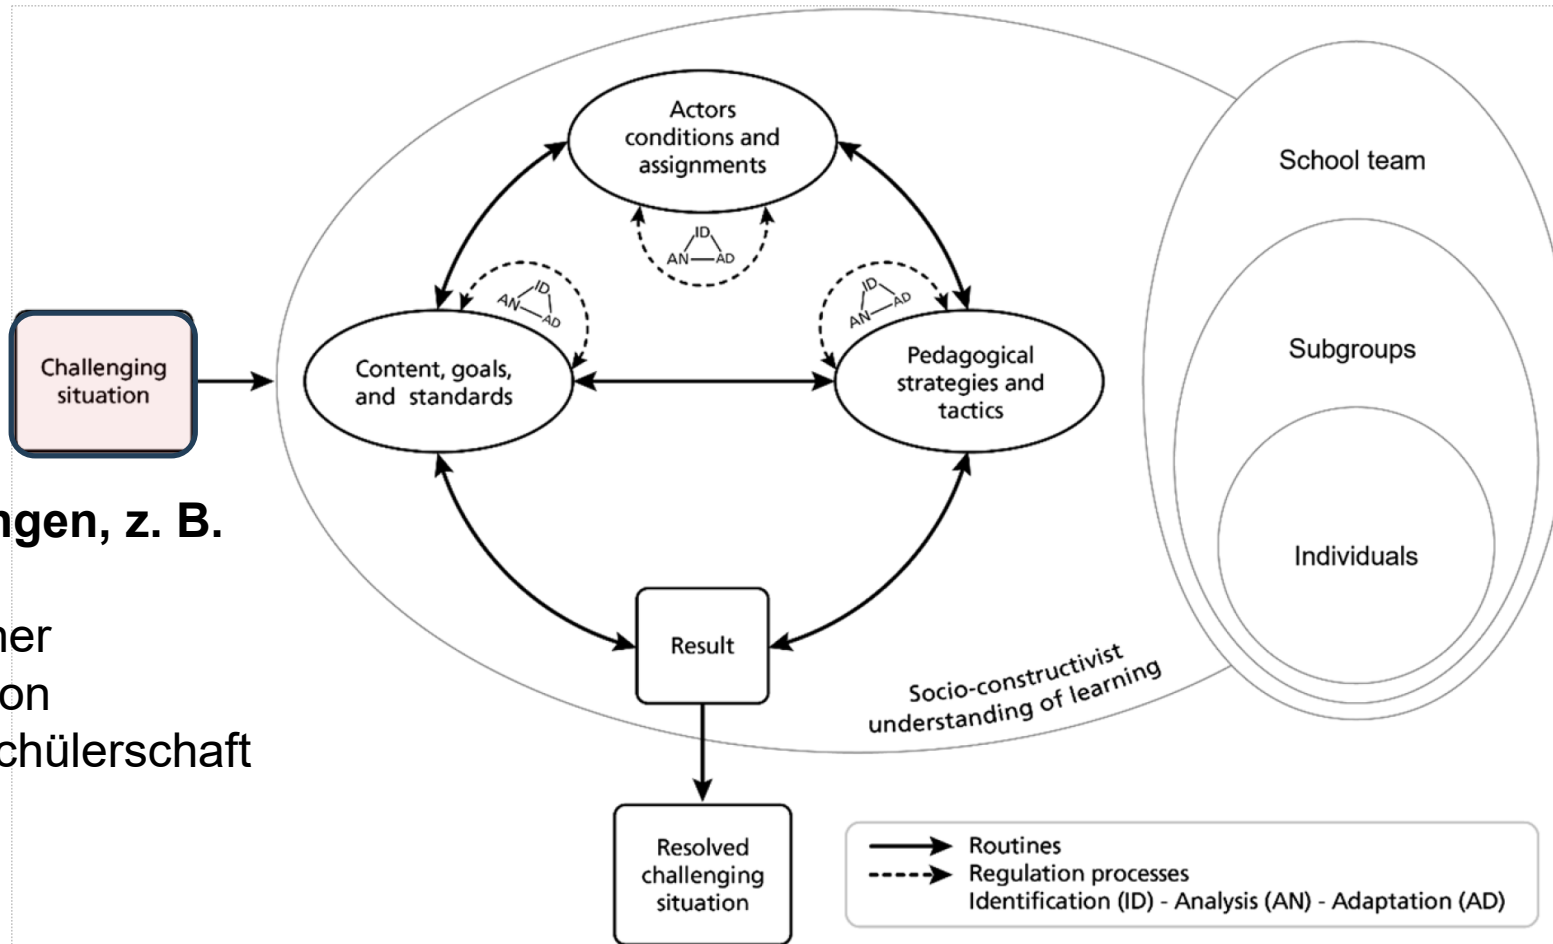 Actors
conditions and
assignments
ID
AN
AD
ID
AN
AD
ID
AN
AD
Challenging
situation
Content, goals,
and standards
Pedagogical
strategies and
tactics
School team
Subgroups
Individuals
ngen, z. B.
ner
on
chülerschaft
Result
Socio-constructivist
understanding of learning
Resolved
challenging
situation
Routines
Regulation processes
Identification (ID) - Analysis (AN) - Adaptation (AD)